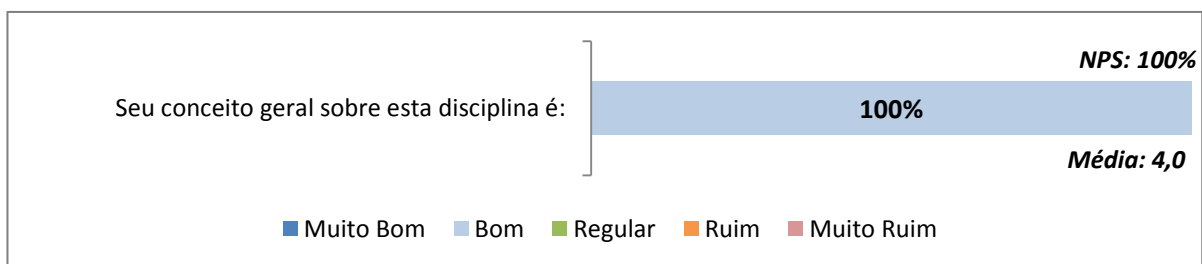 NPS: 100%
Seu conceito geral sobre esta disciplina é:
100%
Média: 4,0
Muito Bom Bom Regular Ruim Muito Ruim